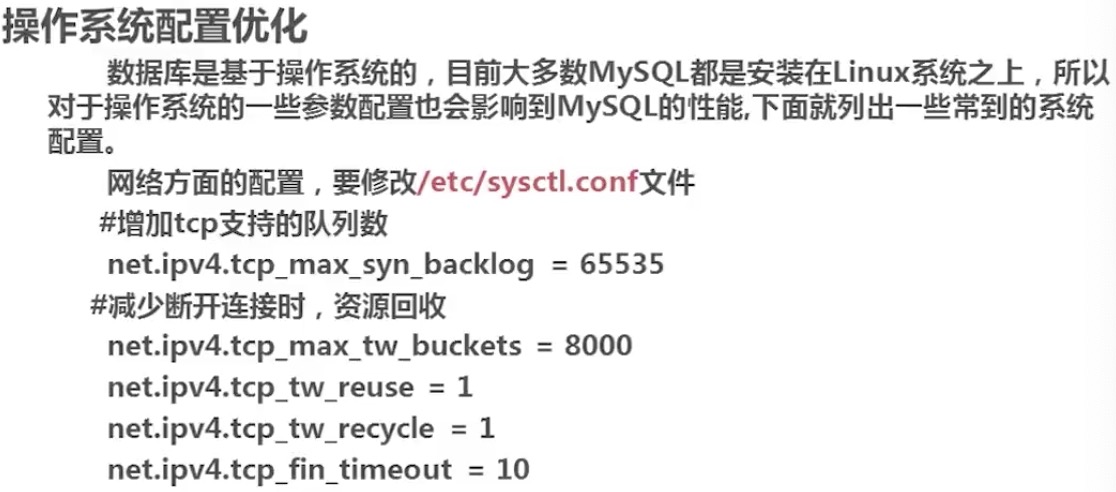 操作系统配置优化
数据库是基于操作系统的，目前大多数MySQL都是安装在Linux系统之上，所以
对于操作系统的一些参数配置也会影响到MySQL的性能,下面就列出一些常到的系统
配置。
网络方面的配置，要修改/etc/sysctl.conf文件
#增加tcp支持的队列数
net.ipv4.tcp_max_syn_backlog = 65535
#减少断开连接时，资源回收
net.ipv4.tcp_max_tw_buckets = 8000
net.ipv4.tcp_tw_reuse = 1
net.ipv4.tcp_tw_recycle = 1
net.ipv4.tcp_fin_timeout = 10